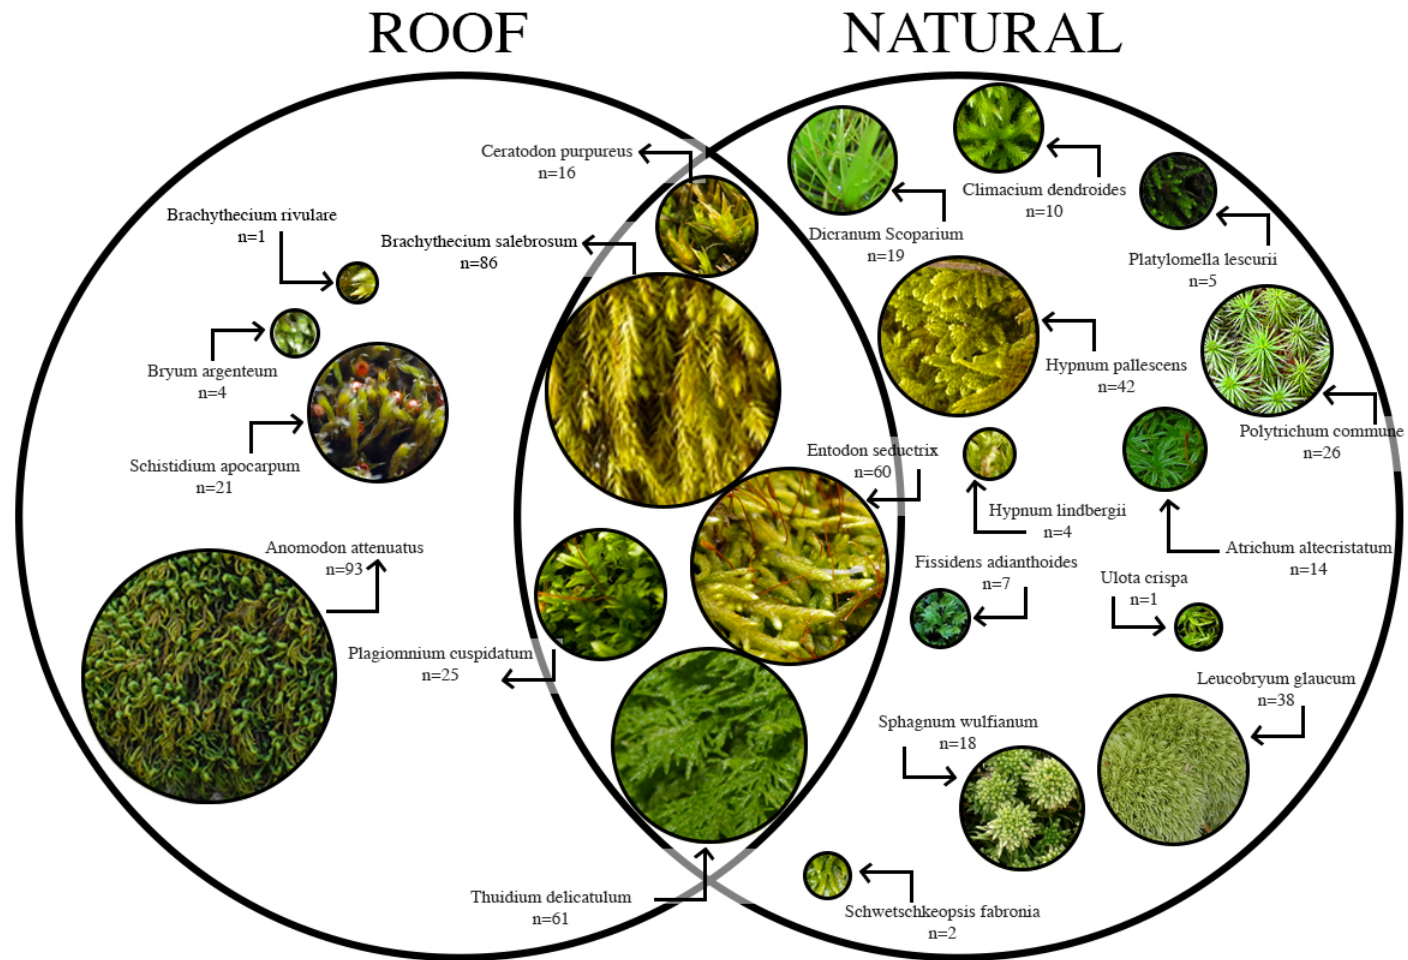 ROOF
NATURAL
Ceratodon purpureus
n=16
Brachythecium rivulare
n=1
Brachythecium salebrosum
n=86
Bryum argenteum
n=4
Schistidium apocarpum
n=21
Anomodon attenuatus
n=93
Plagiomnium cuspidatum
n=25
Entodon seductrix
n=60
Thuidium delicatulum
n=61
Climacium dendroides
n=10
Dicranum Scoparium
n=19
Platylomella lescurii
n=5
Hypnum pallescens
n=42
Polytrichum commune
n=26
Hypnum lindbergii
n=4
Atrichum altecristatum
n=14
Fissidens adianthoides
n=7
Ulota crispa
n=1
Leucobryum glaucum
n=38
Sphagnum wulfianum
n=18
Schwetschkeopsis fabronia
n=2